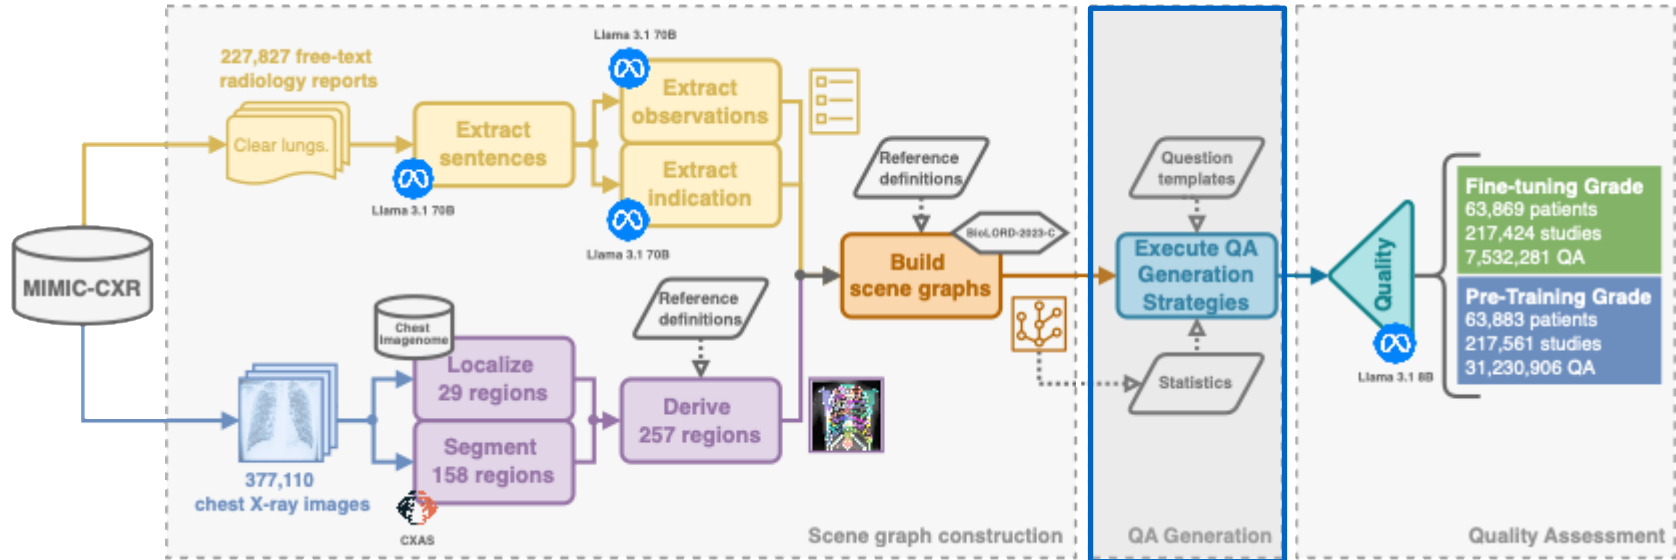 227,827 free-text
radiology reports
Clear lungs.
Extract
sentences
Llama 3.1 70B
Llama 3.1 70B
Extract
observations
Extract
indication
Llama 3.1 70B
MIMIC-CXR
377,110
chest X-ray images
Chest
Imagenome
Localize
29 regions
Segment
158 regions
CXAS
Reference
definitions
Derive
257 regions
Reference
definitions
BioLORD-2023-C
Build
scene graphs
Scene graph construction
Question
templates
Execute QA
Generation
Strategies
Statistics
QA Generation
Quality
Llama 3.1 8B
Fine-tuning Grade
63,869 patients
217,424 studies
7,532,281 QA
Pre-Training Grade
63,883 patients
217,561 studies
31,230,906 QA
Quality Assessment